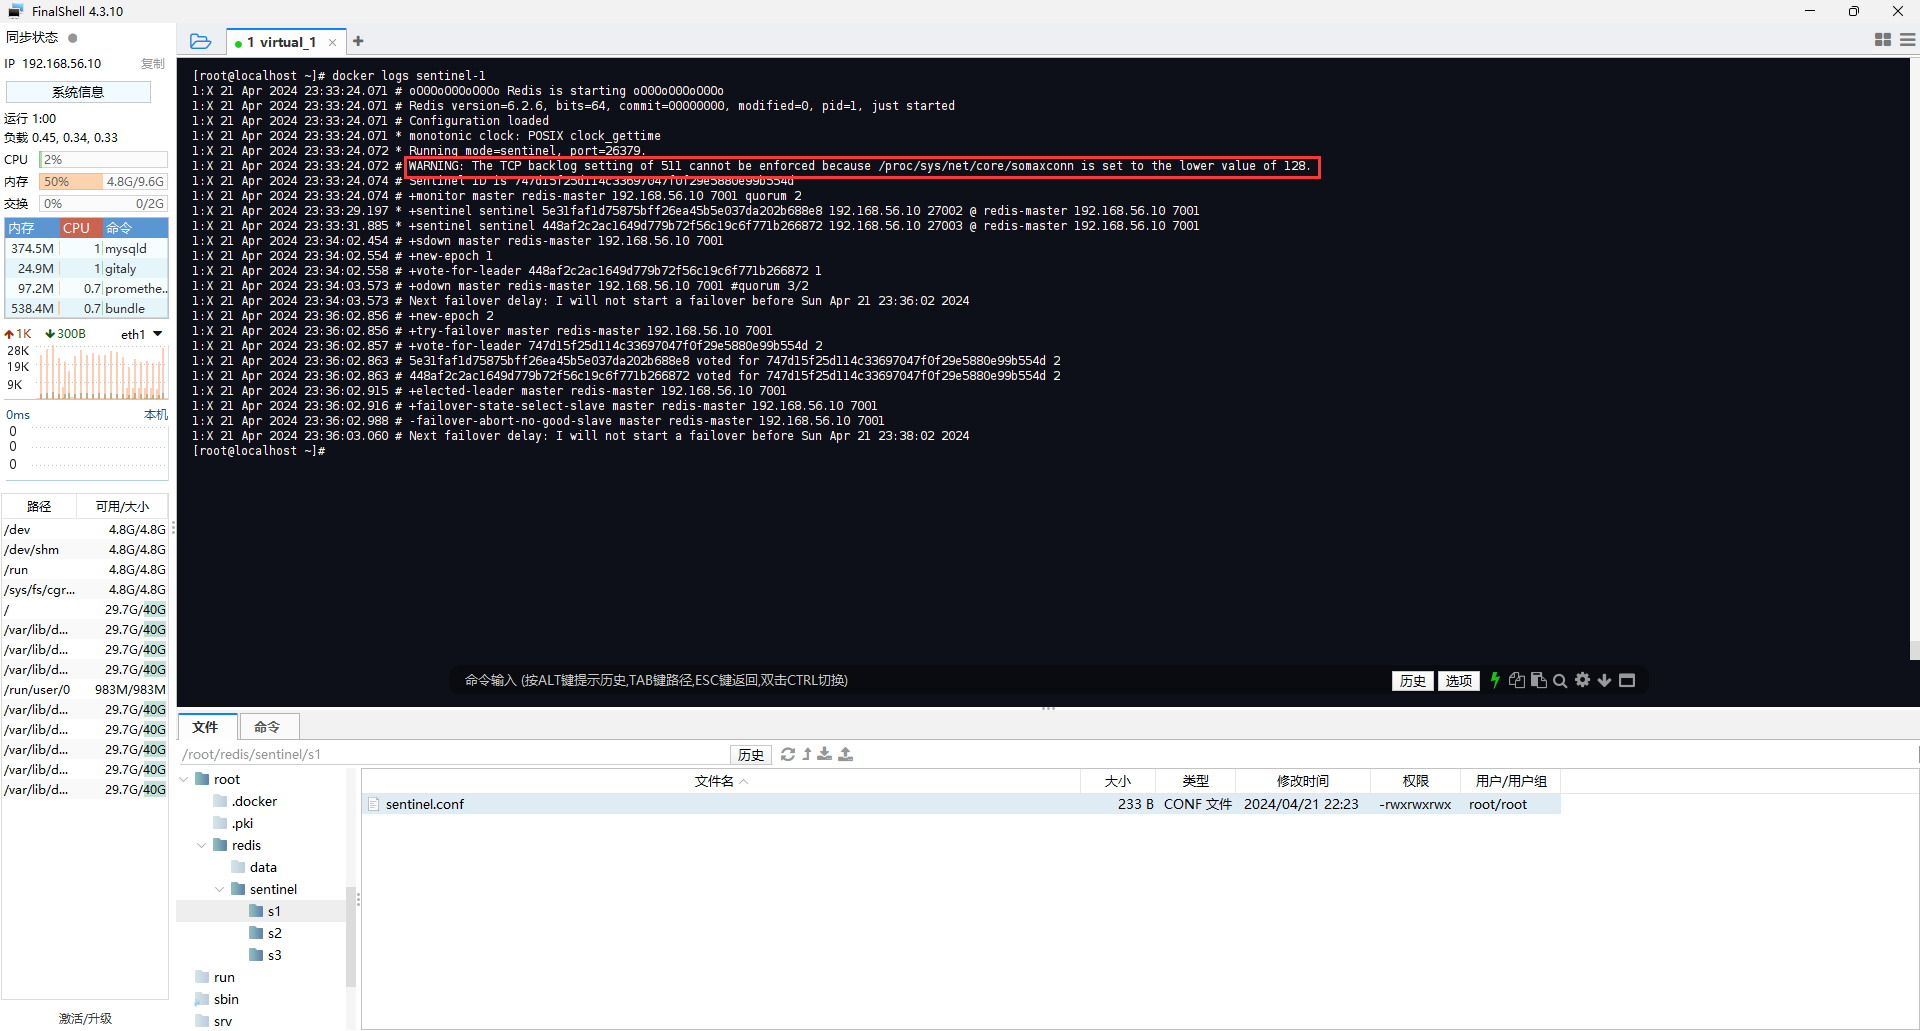 FinalShell 4.3.10
同步状态
IP 192.168.56.10 复制
系统信息
运行 1:00
负载 0.45, 0.34, 0.33
CPU 2%
内存 50% 4.8G/9.6G
交换 0% 0/2G
内存 CPU 命令
374.5M 1 mysqld
24.9M 1 gitaly
97.2M 0.7 promethe..
538.4M 0.7 bundle
1K 300B eth1
28K
19K
9K
0ms 本机
0
0
0
路径 可用/大小
/dev 4.8G/4.8G
/dev/shm 4.8G/4.8G
/run 4.8G/4.8G
/sys/fs/cgr... 4.8G/4.8G
/ 29.7G/40G
/var/lib/d... 29.7G/40G
/var/lib/d... 29.7G/40G
/var/lib/d... 29.7G/40G
/run/user/0 983M/983M
/var/lib/d... 29.7G/40G
/var/lib/d... 29.7G/40G
/var/lib/d... 29.7G/40G
/var/lib/d... 29.7G/40G
/var/lib/d... 29.7G/40G
激活/升级
1 virtual_1
[root@localhost ~]# docker logs sentinel-1
1:X 21 Apr 2024 23:33:24.071 # oO0OoO0OoO0Oo Redis is starting oO0OoO0OoO0Oo
1:X 21 Apr 2024 23:33:24.071 # Redis version=6.2.6, bits=64, commit=00000000, modified=0, pid=1, just started
1:X 21 Apr 2024 23:33:24.071 # Configuration loaded
1:X 21 Apr 2024 23:33:24.071 * monotonic clock: POSIX clock_gettime
1:X 21 Apr 2024 23:33:24.072 * Running mode=sentinel, port=26379.
1:X 21 Apr 2024 23:33:24.072 # WARNING: The TCP backlog setting of 511 cannot be enforced because /proc/sys/net/core/somaxconn is set to the lower value of 128.
1:X 21 Apr 2024 23:33:24.074 # Sentinel ID is 747d15f25d114c33697047f0f29e5880e99b554d
1:X 21 Apr 2024 23:33:24.074 # +monitor master redis-master 192.168.56.10 7001 quorum 2
1:X 21 Apr 2024 23:33:29.197 * +sentinel sentinel 5e31faf1d75875bff26ea45b5e037da202b688e8 192.168.56.10 27002 @ redis-master 192.168.56.10 7001
1:X 21 Apr 2024 23:33:31.885 * +sentinel sentinel 448af2c2ac1649d779b72f56c19c6f771b266872 192.168.56.10 27003 @ redis-master 192.168.56.10 7001
1:X 21 Apr 2024 23:34:02.454 # +sdown master redis-master 192.168.56.10 7001
1:X 21 Apr 2024 23:34:02.554 # +new-epoch 1
1:X 21 Apr 2024 23:34:02.558 # +vote-for-leader 448af2c2ac1649d779b72f56c19c6f771b266872 1
1:X 21 Apr 2024 23:34:03.573 # +odown master redis-master 192.168.56.10 7001 #quorum 3/2
1:X 21 Apr 2024 23:34:03.573 # Next failover delay: I will not start a failover before Sun Apr 21 23:36:02 2024
1:X 21 Apr 2024 23:36:02.856 # +new-epoch 2
1:X 21 Apr 2024 23:36:02.856 # +try-failover master redis-master 192.168.56.10 7001
1:X 21 Apr 2024 23:36:02.857 # +vote-for-leader 747d15f25d114c33697047f0f29e5880e99b554d 2
1:X 21 Apr 2024 23:36:02.863 # 5e31faf1d75875bff26ea45b5e037da202b688e8 voted for 747d15f25d114c33697047f0f29e5880e99b554d 2
1:X 21 Apr 2024 23:36:02.863 # 448af2c2ac1649d779b72f56c19c6f771b266872 voted for 747d15f25d114c33697047f0f29e5880e99b554d 2
1:X 21 Apr 2024 23:36:02.915 # +elected-leader master redis-master 192.168.56.10 7001
1:X 21 Apr 2024 23:36:02.916 # +failover-state-select-slave master redis-master 192.168.56.10 7001
1:X 21 Apr 2024 23:36:02.988 # -failover-abort-no-good-slave master redis-master 192.168.56.10 7001
1:X 21 Apr 2024 23:36:03.060 # Next failover delay: I will not start a failover before Sun Apr 21 23:38:02 2024
[root@localhost ~]#
命令输入 (按ALT键提示历史,TAB键路径,ESC键返回,双击CTRL切换) 历史 选项
文件 命令
/root/redis/sentinel/s1 历史
root
.docker
.pki
redis
data
sentinel
s1
s2
s3
run
sbin
srv
文件名 大小 类型 修改时间 权限 用户/用户组
sentinel.conf 233 B CONF 文件 2024/04/21 22:23 -rwxrwxrwx root/root